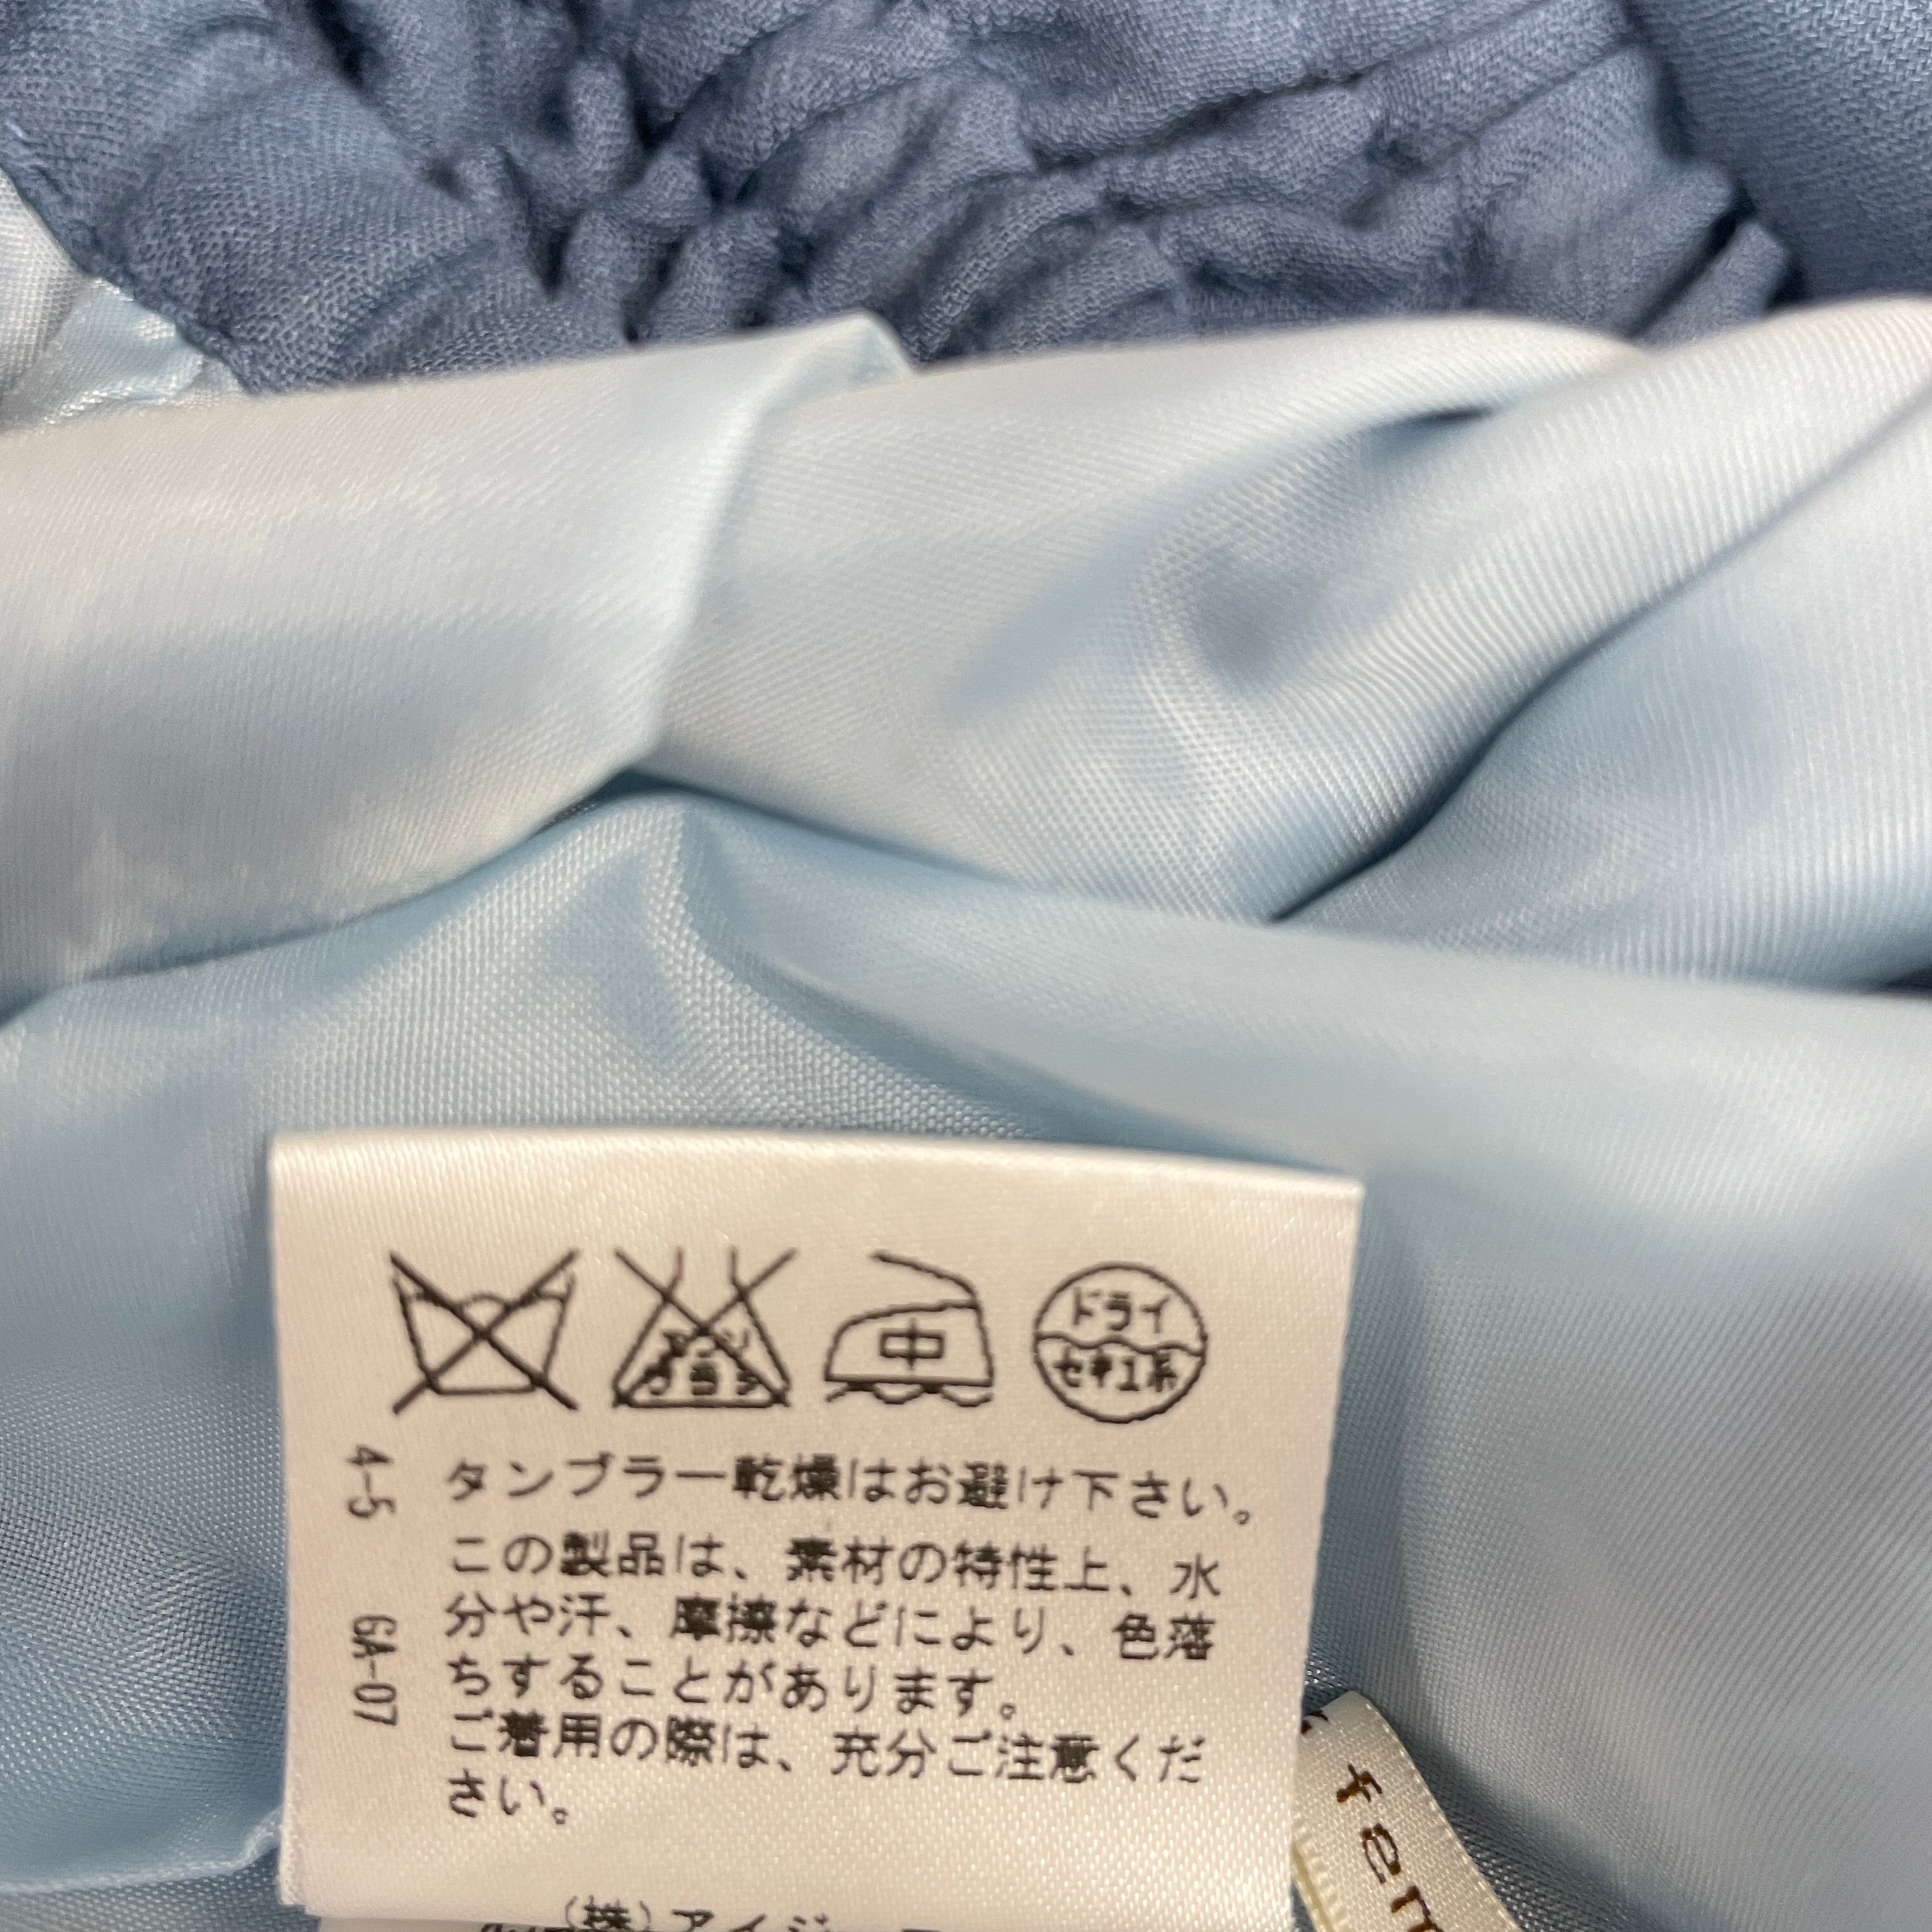 中
ドライ
セキユ系
タンブラー乾燥はお避け下さい。
この製品は、素材の特性上、水
分や汗、摩擦などにより、色落
ちすることがあります。
ご着用の際は、充分ご注意くだ
さい。
4-5
GA-07
(株)アイジー
fem